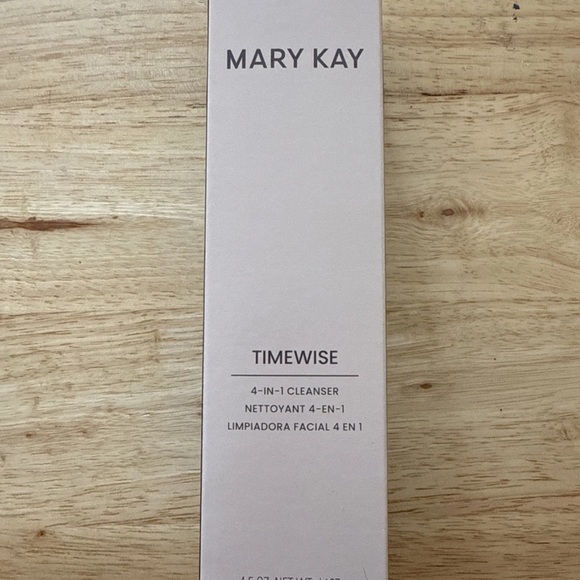 MARY KAY
TIMEWISE
4-IN-1 CLEANSER
NETTOYANT 4-EN-1
LIMPIADORA FACIAL 4 EN 1